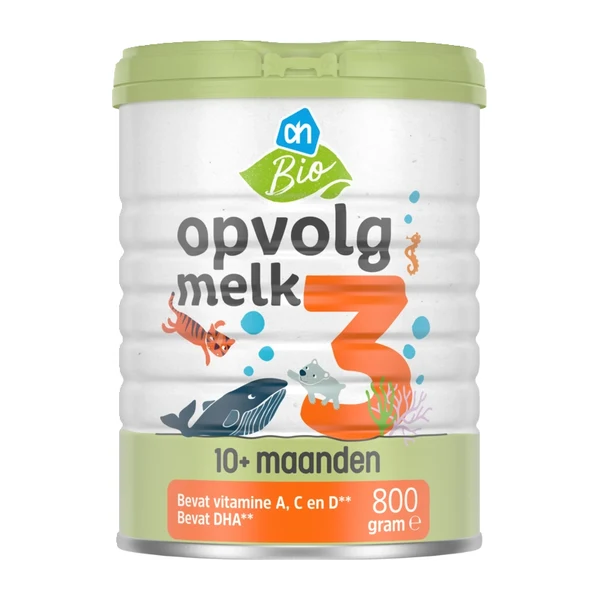 ah
Bio
opvolg
melk
3
10+ maanden
Bevat vitamine A, C en D**
Bevat DHA**
800
gram ℮